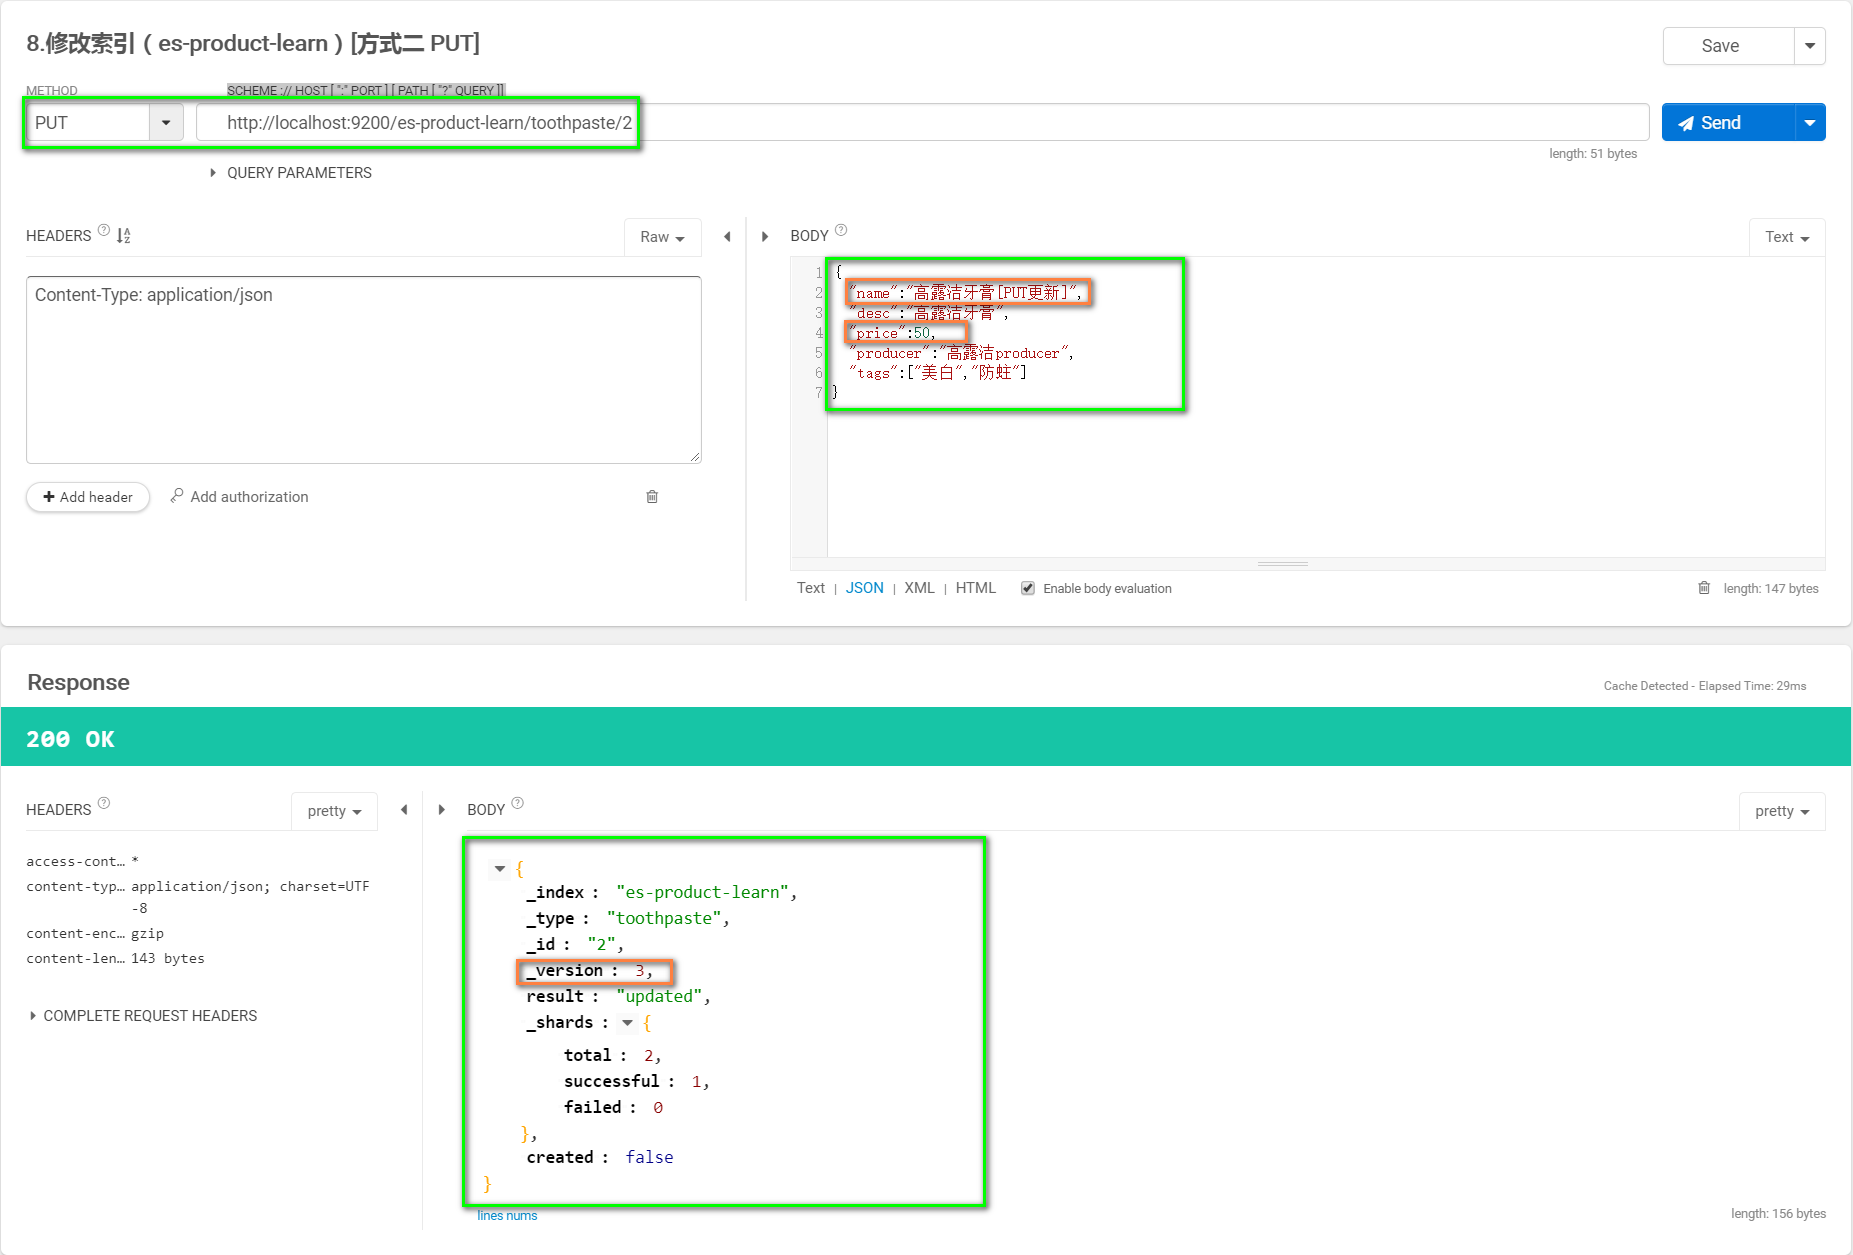 8.修改索引（es-product-learn）[方式二 PUT]
Save
METHOD
SCHEME :// HOST [ ":" PORT ] [ PATH [ "?" QUERY ]]
PUT
http://localhost:9200/es-product-learn/toothpaste/2
Send
length: 51 bytes
QUERY PARAMETERS
HEADERS ?
Raw
BODY ?
Text
Content-Type: application/json
1 {
2 "name":"高露洁牙膏[PUT更新]",
3 "desc":"高露洁牙膏",
4 "price":50,
5 "producer":"高露洁producer",
6 "tags":["美白","防蛀"]
7 }
Add header
Add authorization
Text | JSON | XML | HTML
Enable body evaluation
length: 147 bytes
Response
Cache Detected - Elapsed Time: 29ms
200 OK
HEADERS ?
pretty
BODY ?
pretty
access-cont… *
content-typ… application/json; charset=UTF
-8
content-enc… gzip
content-len… 143 bytes
COMPLETE REQUEST HEADERS
{
_index : "es-product-learn",
_type : "toothpaste",
_id : "2",
_version : 3,
result : "updated",
_shards : {
total : 2,
successful : 1,
failed : 0
},
created : false
}
lines nums
length: 156 bytes